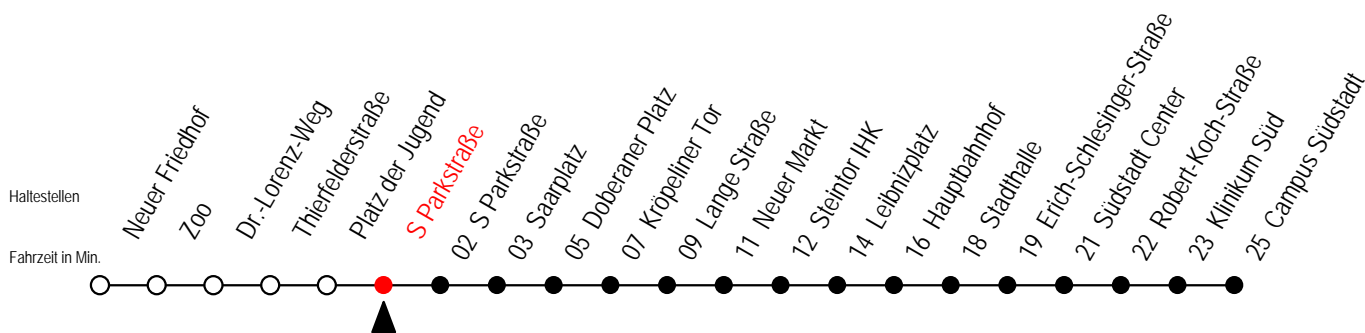 Haltestellen
Fahrzeit in Min.
Neuer Friedhof
Zoo
Dr.-Lorenz-Weg
Thierfelderstraße
Platz der Jugend
S Parkstraße
02 S Parkstraße
03 Saarplatz
05 Doberaner Platz
07 Kröpeliner Tor
09 Lange Straße
11 Neuer Markt
12 Steintor IHK
14 Leibnizplatz
16 Hauptbahnhof
18 Stadthalle
19 Erich-Schlesinger-Straße
21 Südstadt Center
22 Robert-Koch-Straße
23 Klinikum Süd
25 Campus Südstadt